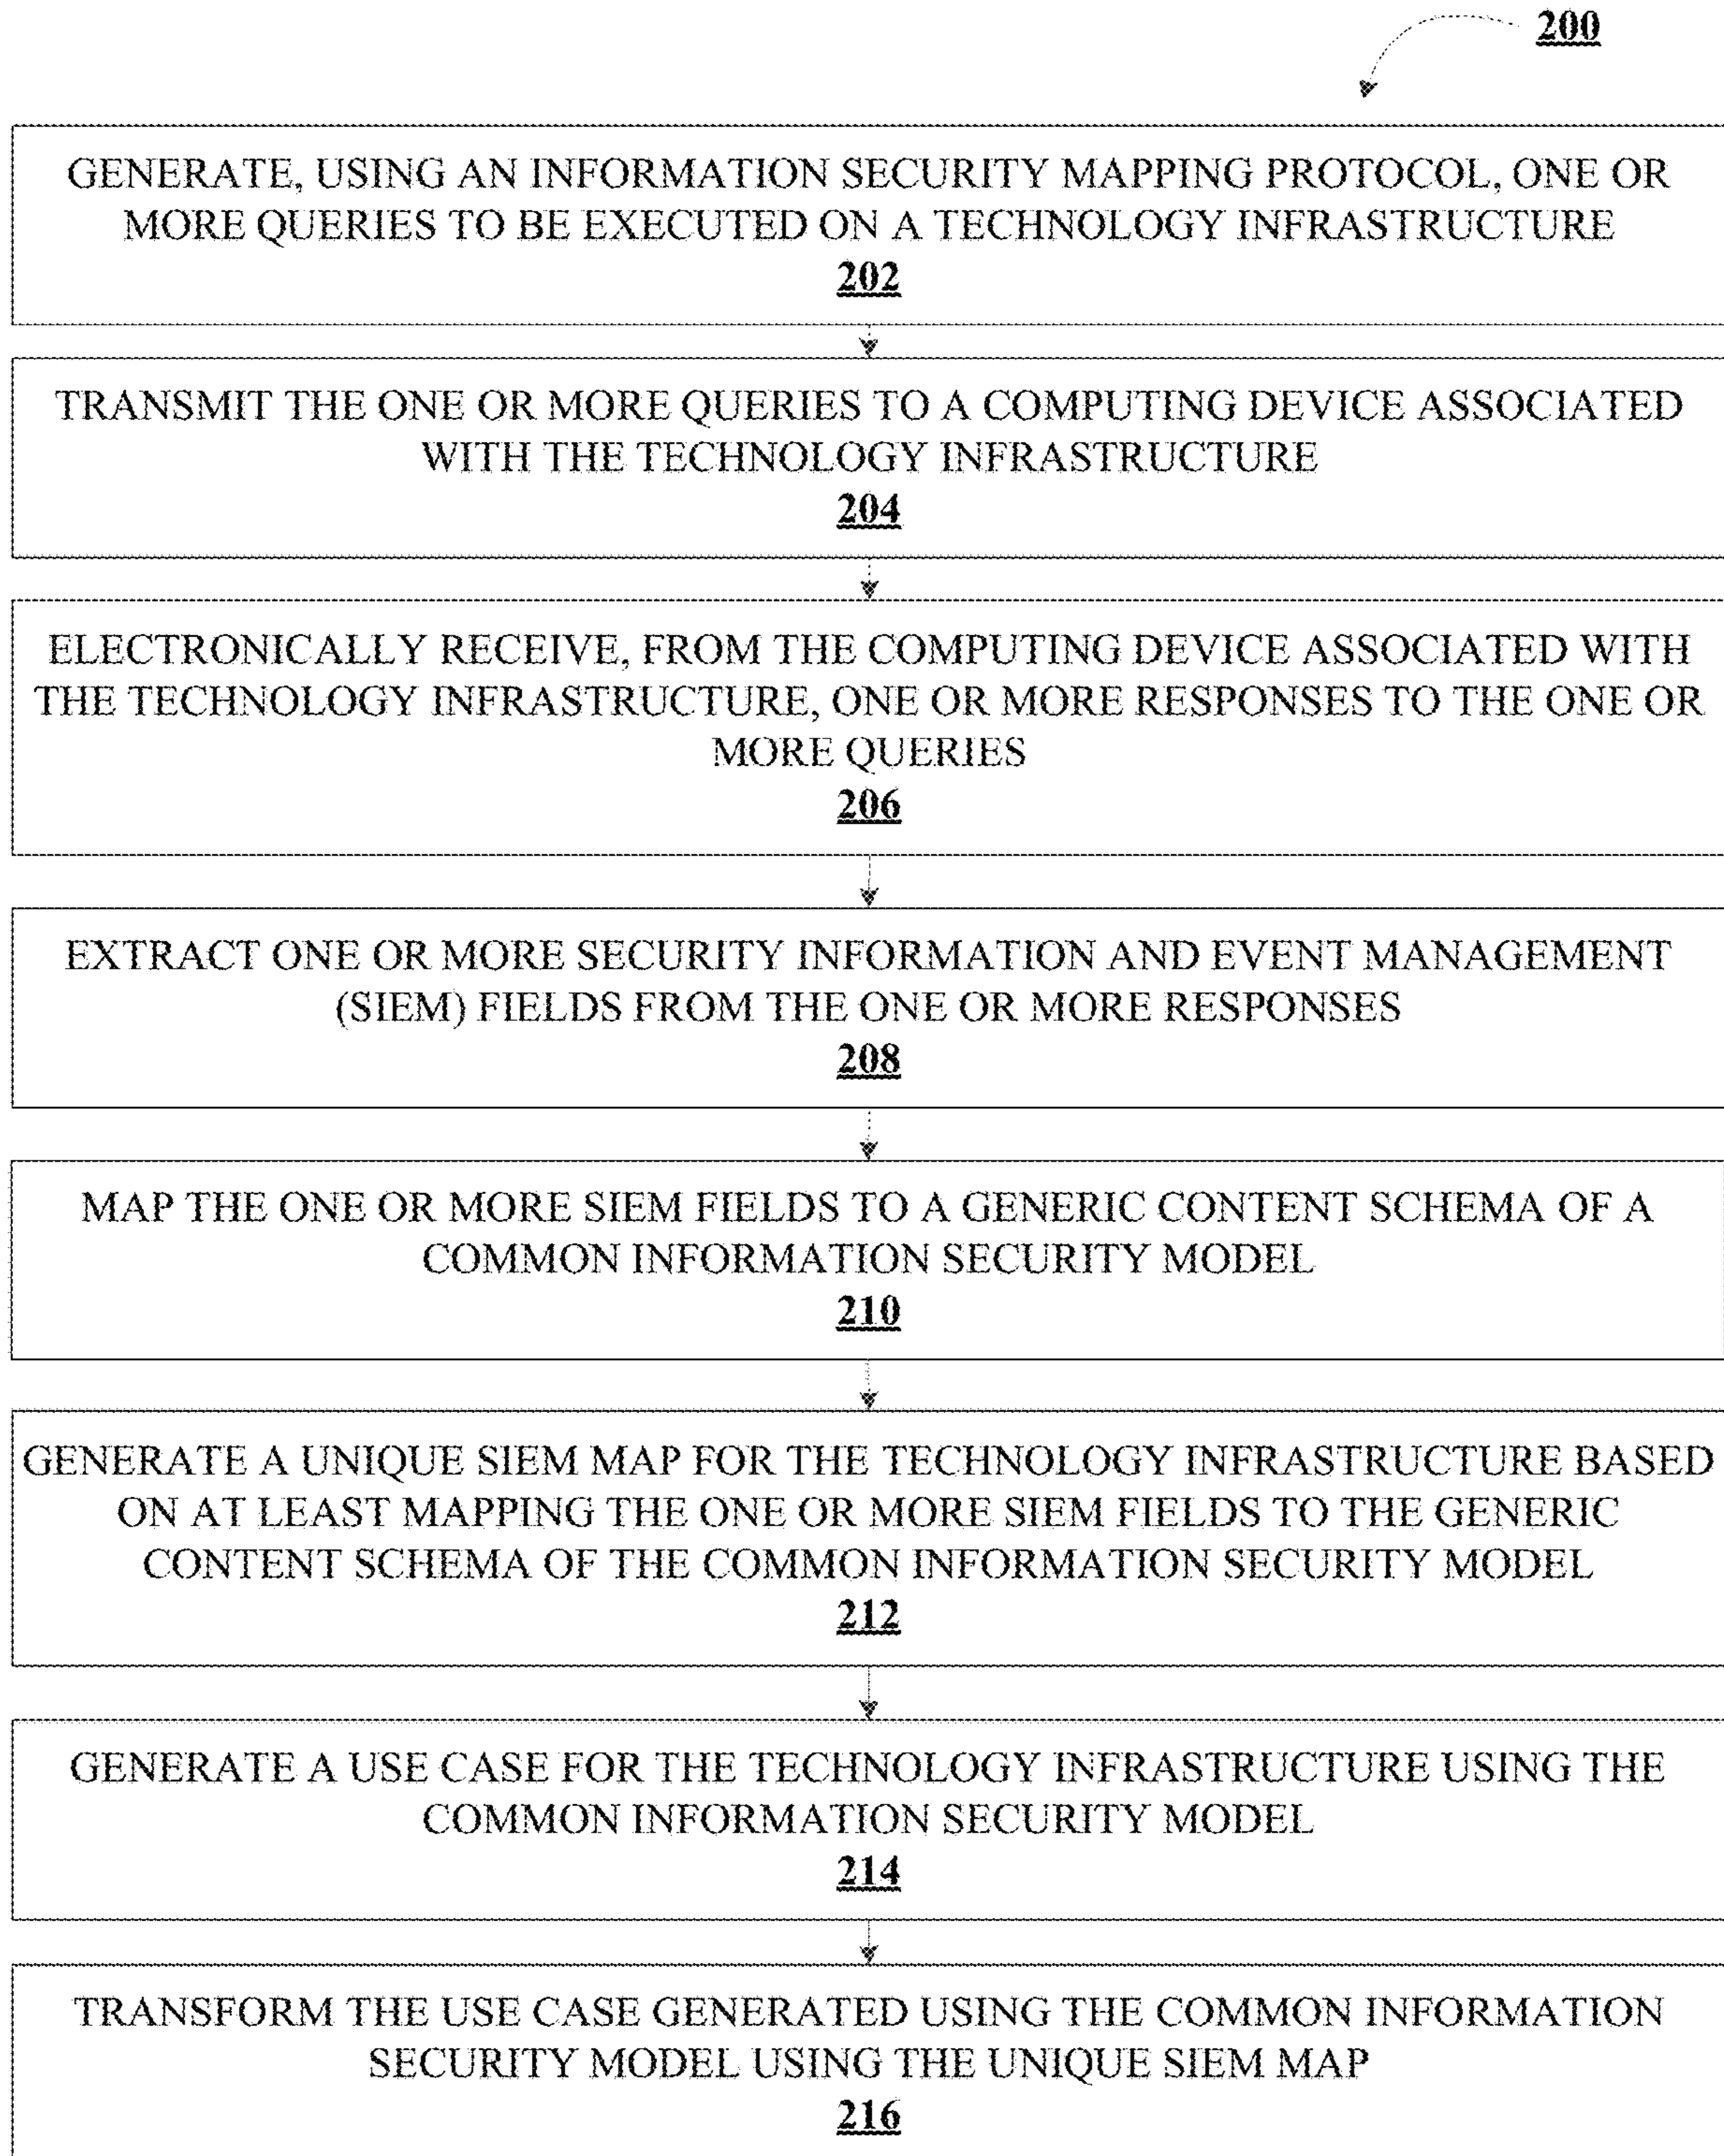 200
GENERATE, USING AN INFORMATION SECURITY MAPPING PROTOCOL, ONE OR
MORE QUERIES TO BE EXECUTED ON A TECHNOLOGY INFRASTRUCTURE
202
TRANSMIT THE ONE OR MORE QUERIES TO A COMPUTING DEVICE ASSOCIATED
WITH THE TECHNOLOGY INFRASTRUCTURE
204
ELECTRONICALLY RECEIVE, FROM THE COMPUTING DEVICE ASSOCIATED WITH
THE TECHNOLOGY INFRASTRUCTURE, ONE OR MORE RESPONSES TO THE ONE OR
MORE QUERIES
206
EXTRACT ONE OR MORE SECURITY INFORMATION AND EVENT MANAGEMENT
(SIEM) FIELDS FROM THE ONE OR MORE RESPONSES
208
MAP THE ONE OR MORE SIEM FIELDS TO A GENERIC CONTENT SCHEMA OF A
COMMON INFORMATION SECURITY MODEL
210
GENERATE A UNIQUE SIEM MAP FOR THE TECHNOLOGY INFRASTRUCTURE BASED
ON AT LEAST MAPPING THE ONE OR MORE SIEM FIELDS TO THE GENERIC
CONTENT SCHEMA OF THE COMMON INFORMATION SECURITY MODEL
212
GENERATE A USE CASE FOR THE TECHNOLOGY INFRASTRUCTURE USING THE
COMMON INFORMATION SECURITY MODEL
214
TRANSFORM THE USE CASE GENERATED USING THE COMMON INFORMATION
SECURITY MODEL USING THE UNIQUE SIEM MAP
216